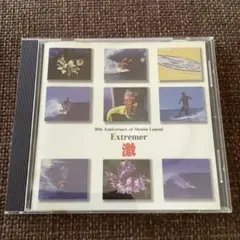 30th Anniversary of Shonan Legend
Extremer
激